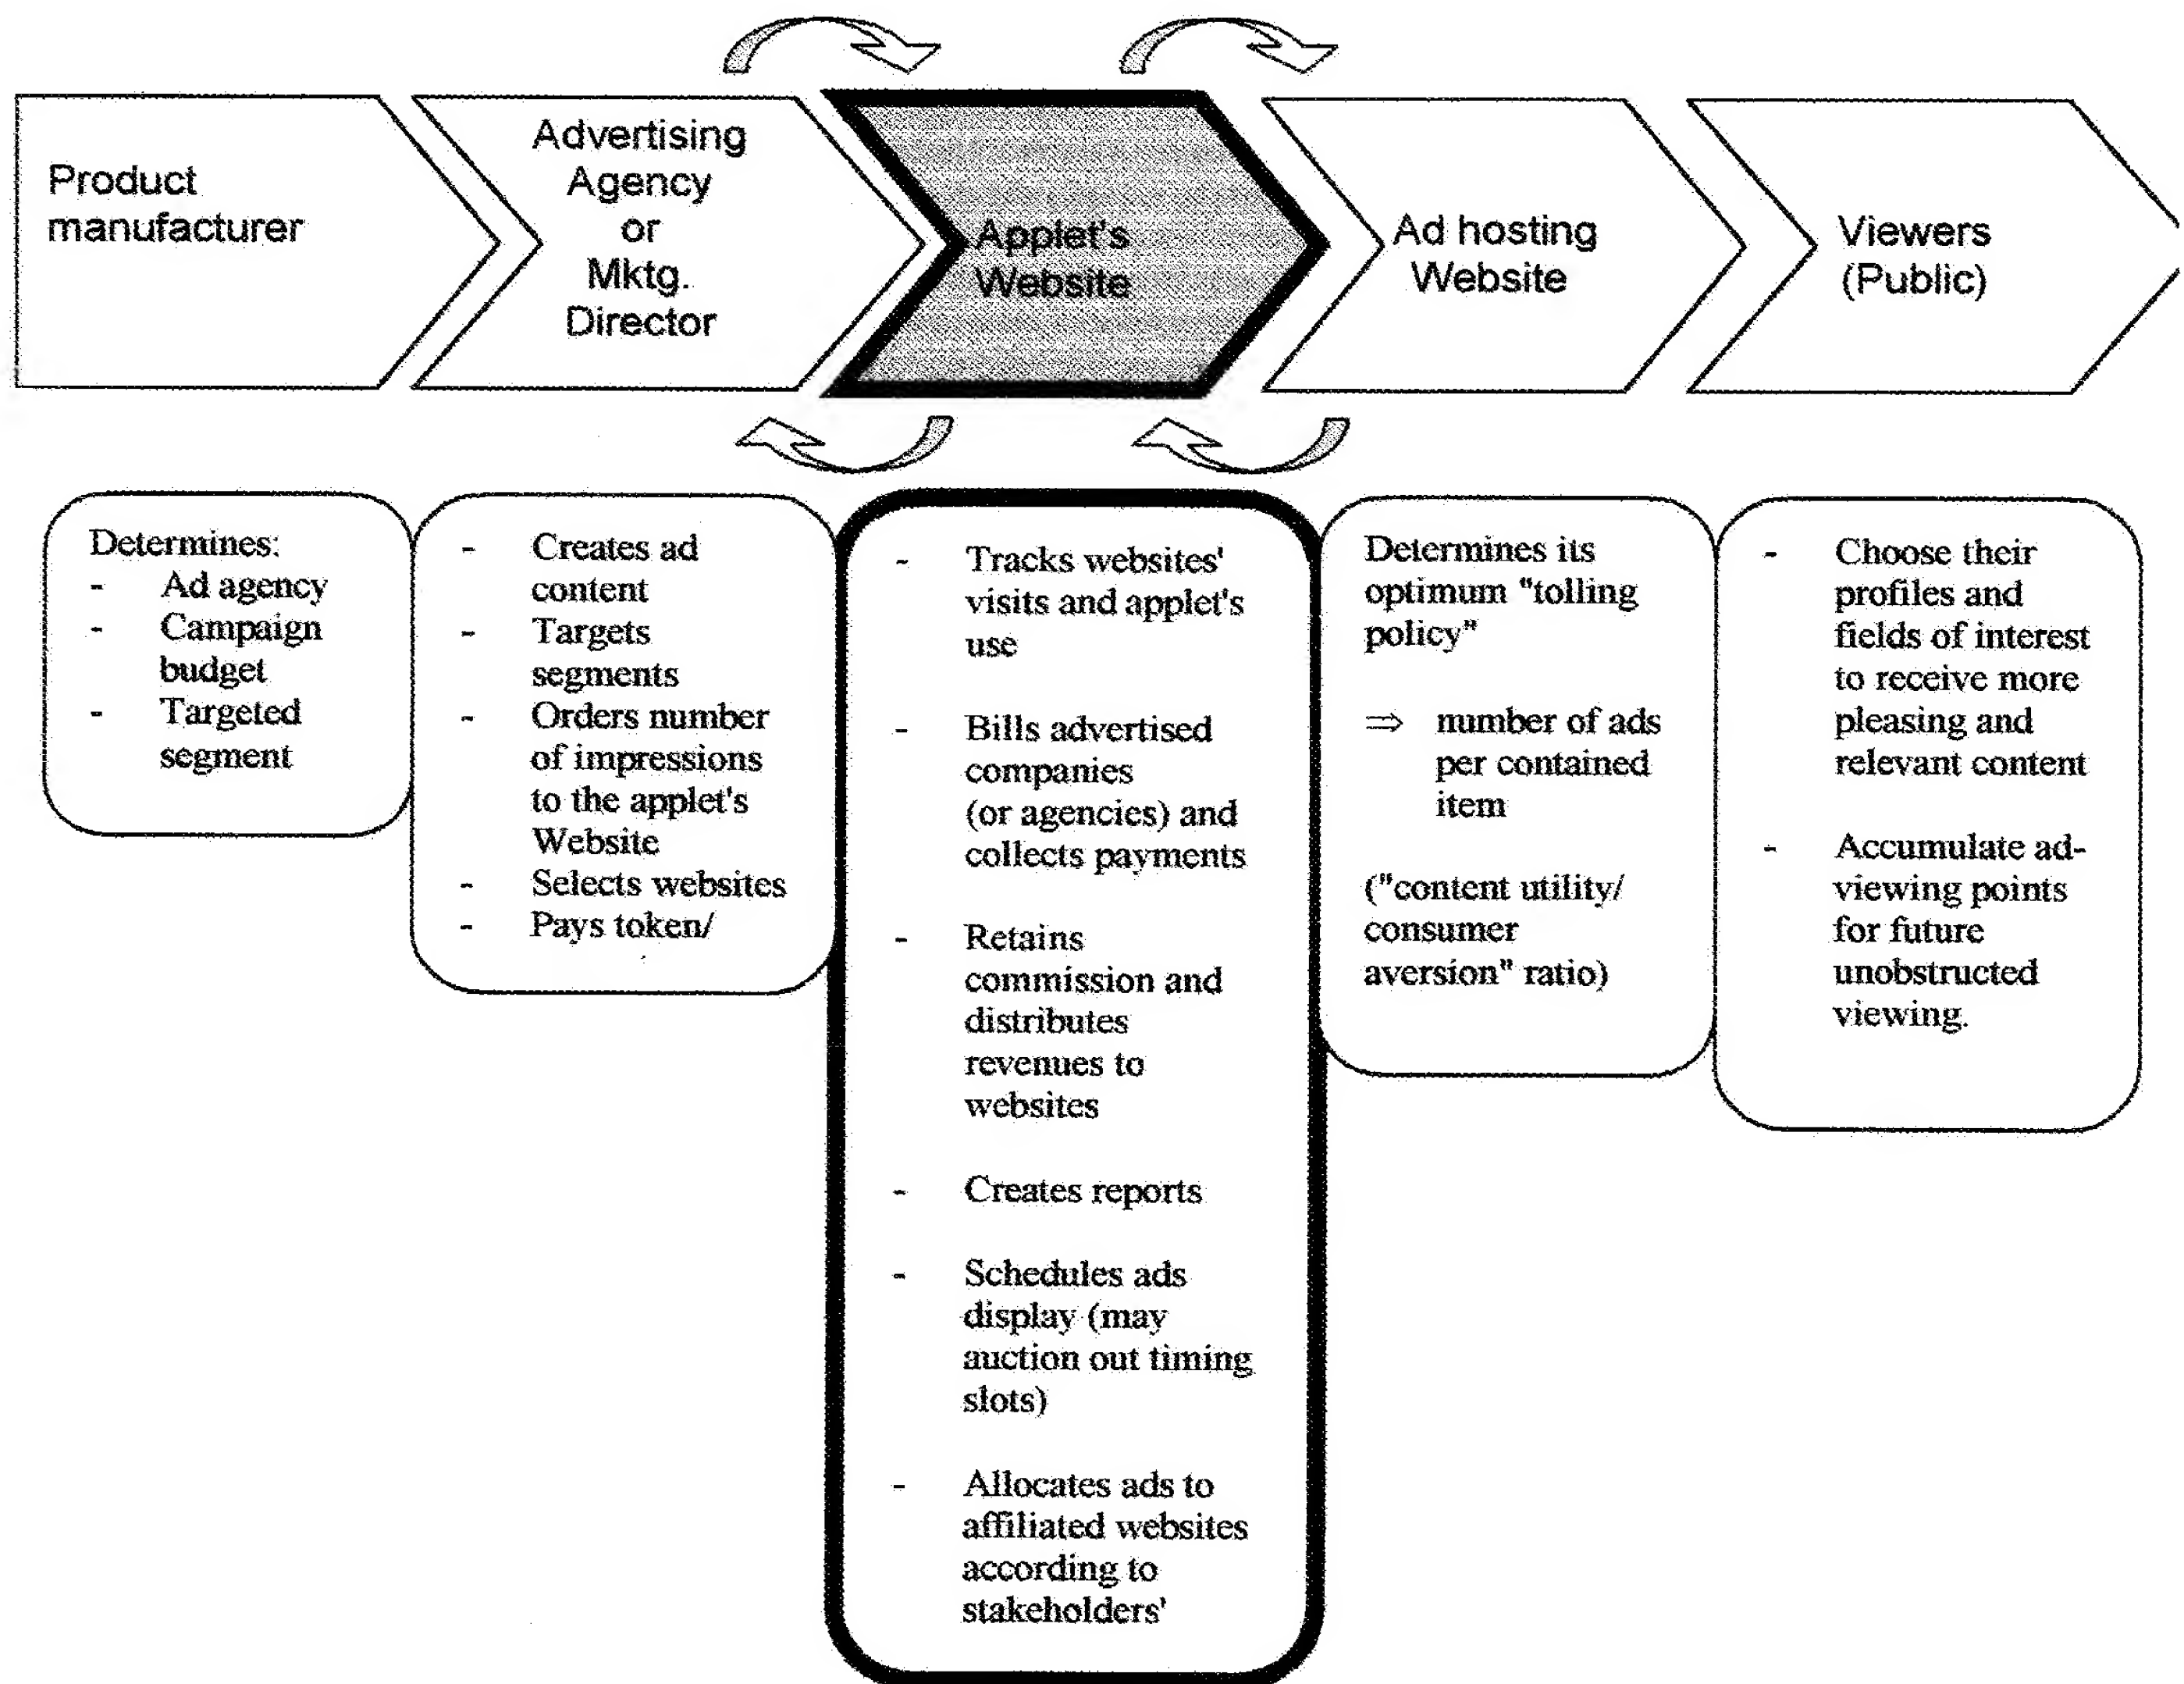 Product
manufacturer
Advertising
Agency
or
Mktg.
Director
Applet's
Website
Ad hosting
Website
Viewers
(Public)
Determines:
- Ad agency
- Campaign
budget
- Targeted
segment
- Creates ad
content
- Targets
segments
- Orders number
of impressions
to the applet's
Website
- Selects websites
- Pays token/
- Tracks websites'
visits and applet's
use
- Bills advertised
companies
(or agencies) and
collects payments
- Retains
commission and
distributes
revenues to
websites
- Creates reports
- Schedules ads
display (may
auction out timing
slots)
- Allocates ads to
affiliated websites
according to
stakeholders'
Determines its
optimum "tolling
policy"
⇒ number of ads
per contained
item
("content utility/
consumer
aversion" ratio)
- Choose their
profiles and
fields of interest
to receive more
pleasing and
relevant content
- Accumulate ad-
viewing points
for future
unobstructed
viewing.